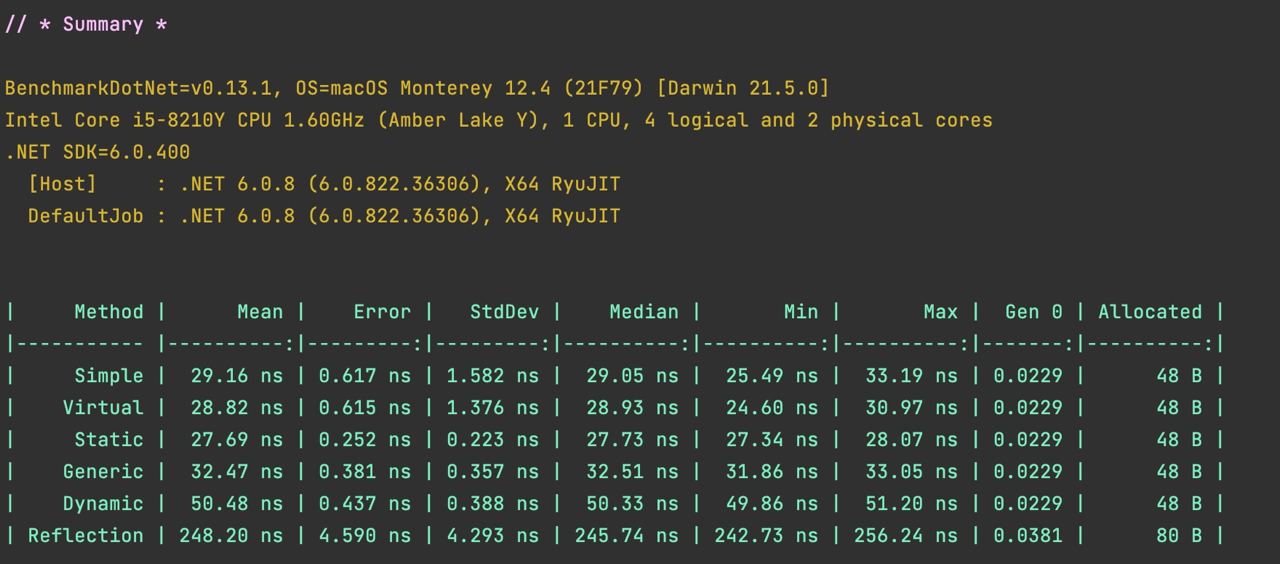 // * Summary *
BenchmarkDotNet=v0.13.1, OS=macOS Monterey 12.4 (21F79) [Darwin 21.5.0]
Intel Core i5-8210Y CPU 1.60GHz (Amber Lake Y), 1 CPU, 4 logical and 2 physical cores
.NET SDK=6.0.400
  [Host]     : .NET 6.0.8 (6.0.822.36306), X64 RyuJIT
  DefaultJob : .NET 6.0.8 (6.0.822.36306), X64 RyuJIT
|     Method |      Mean |    Error |   StdDev |    Median |       Min |       Max |  Gen 0 | Allocated |
|----------- |----------:|---------:|---------:|----------:|----------:|----------:|-------:|----------:|
|     Simple |  29.16 ns | 0.617 ns | 1.582 ns |  29.05 ns |  25.49 ns |  33.19 ns | 0.0229 |      48 B |
|    Virtual |  28.82 ns | 0.615 ns | 1.376 ns |  28.93 ns |  24.60 ns |  30.97 ns | 0.0229 |      48 B |
|     Static |  27.69 ns | 0.252 ns | 0.223 ns |  27.73 ns |  27.34 ns |  28.07 ns | 0.0229 |      48 B |
|    Generic |  32.47 ns | 0.381 ns | 0.357 ns |  32.51 ns |  31.86 ns |  33.05 ns | 0.0229 |      48 B |
|    Dynamic |  50.48 ns | 0.437 ns | 0.388 ns |  50.33 ns |  49.86 ns |  51.20 ns | 0.0229 |      48 B |
| Reflection | 248.20 ns | 4.590 ns | 4.293 ns | 245.74 ns | 242.73 ns | 256.24 ns | 0.0381 |      80 B |